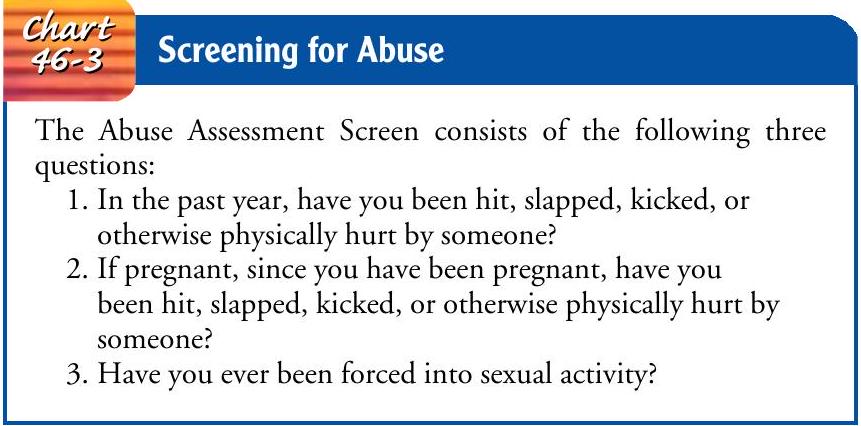 Chart
46-3
Screening for Abuse
The Abuse Assessment Screen consists of the following three
questions:
1. In the past year, have you been hit, slapped, kicked, or
otherwise physically hurt by someone?
2. If pregnant, since you have been pregnant, have you
been hit, slapped, kicked, or otherwise physically hurt by
someone?
3. Have you ever been forced into sexual activity?